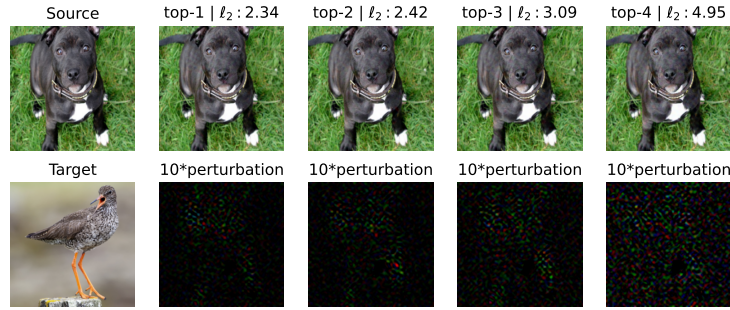 Source
top-1 | ℓ₂ : 2.34
top-2 | ℓ₂ : 2.42
top-3 | ℓ₂ : 3.09
top-4 | ℓ₂ : 4.95
Target
10*perturbation
10*perturbation
10*perturbation
10*perturbation